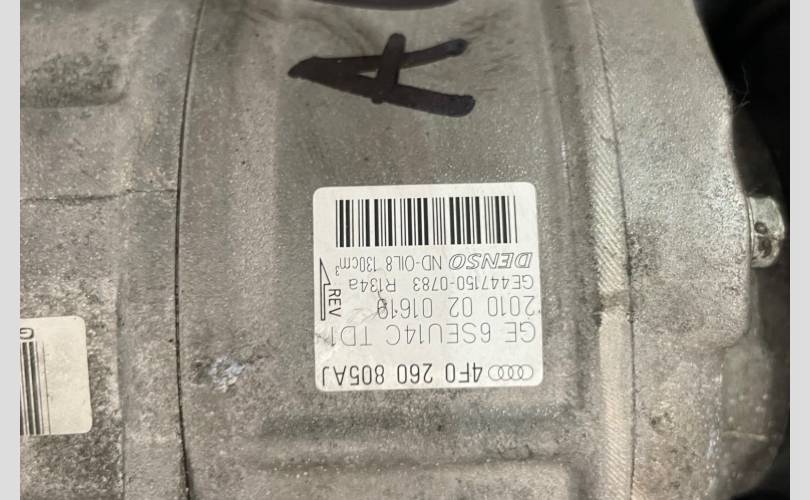 4F0 260 805AJ
GE 6SEU14C TD1
2010 02 01619
GE447150-0783 R134a
DENSO ND-OIL8 130cm³
REV
A
G